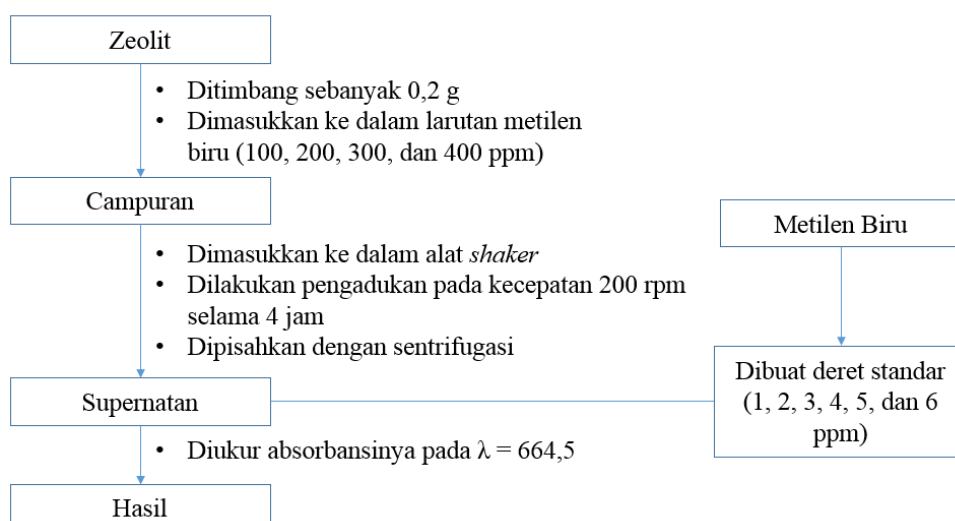 Zeolit
• Ditimbang sebanyak 0,2 g
• Dimasukkan ke dalam larutan metilen
biru (100, 200, 300, dan 400 ppm)
Campuran
• Dimasukkan ke dalam alat shaker
• Dilakukan pengadukan pada kecepatan 200 rpm
selama 4 jam
• Dipisahkan dengan sentrifugasi
Supernatan
• Diukur absorbansinya pada λ = 664,5
Hasil
Metilen Biru
Dibuat deret standar
(1, 2, 3, 4, 5, dan 6
ppm)